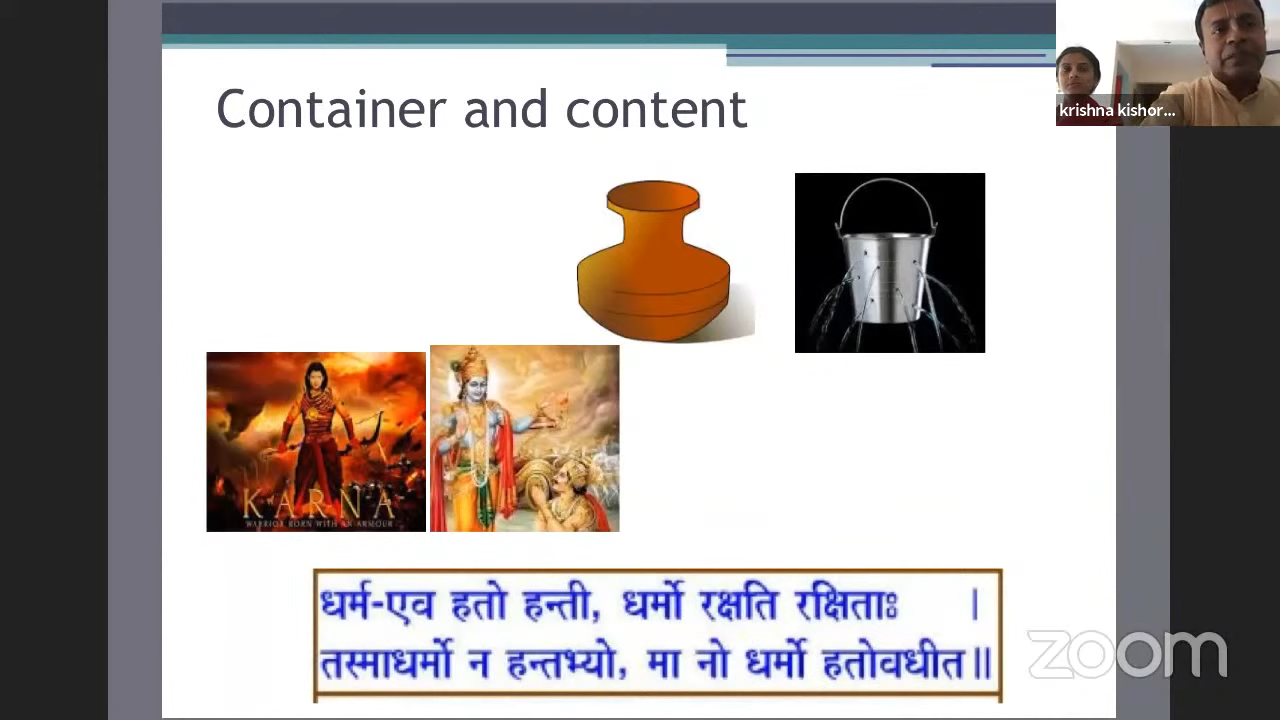 krishna kishor...
Container and content
KARNA
WARRIOR BORN WITH AN ARMOUR
धर्म-एव हतो हन्ती, धर्मो रक्षति रक्षिताः ।
तस्माधर्मो न हन्तभ्यो, मा नो धर्मो हतोवधीत॥
zoom